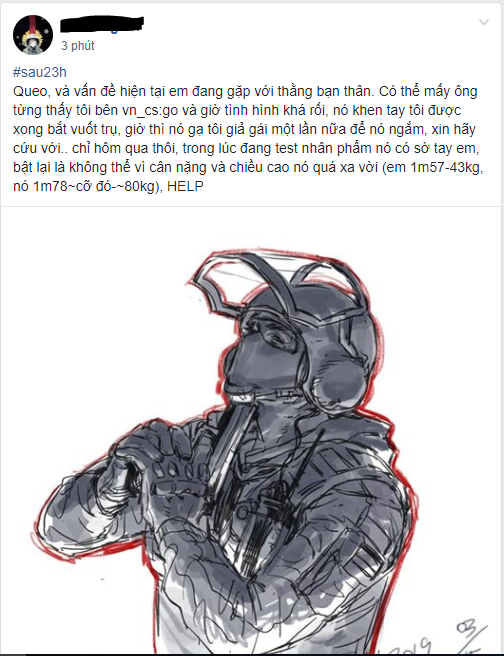 3 phút
#sau23h
Queo, và vấn đề hiện tại em đang gặp với thằng bạn thân. Có thể mấy ông
từng thấy tôi bên vn_cs:go và giờ tình hình khá rối, nó khen tay tôi được
xong bắt vuốt trụ, giờ thì nó gạ tôi giả gái một lần nữa để nó ngắm, xin hãy
cứu với.. chỉ hôm qua thôi, trong lúc đang test nhân phẩm nó có sờ tay em,
bật lại là không thể vì cân nặng và chiều cao nó quá xa vời (em 1m57-43kg,
nó 1m78~cỡ đó-~80kg), HELP
2019